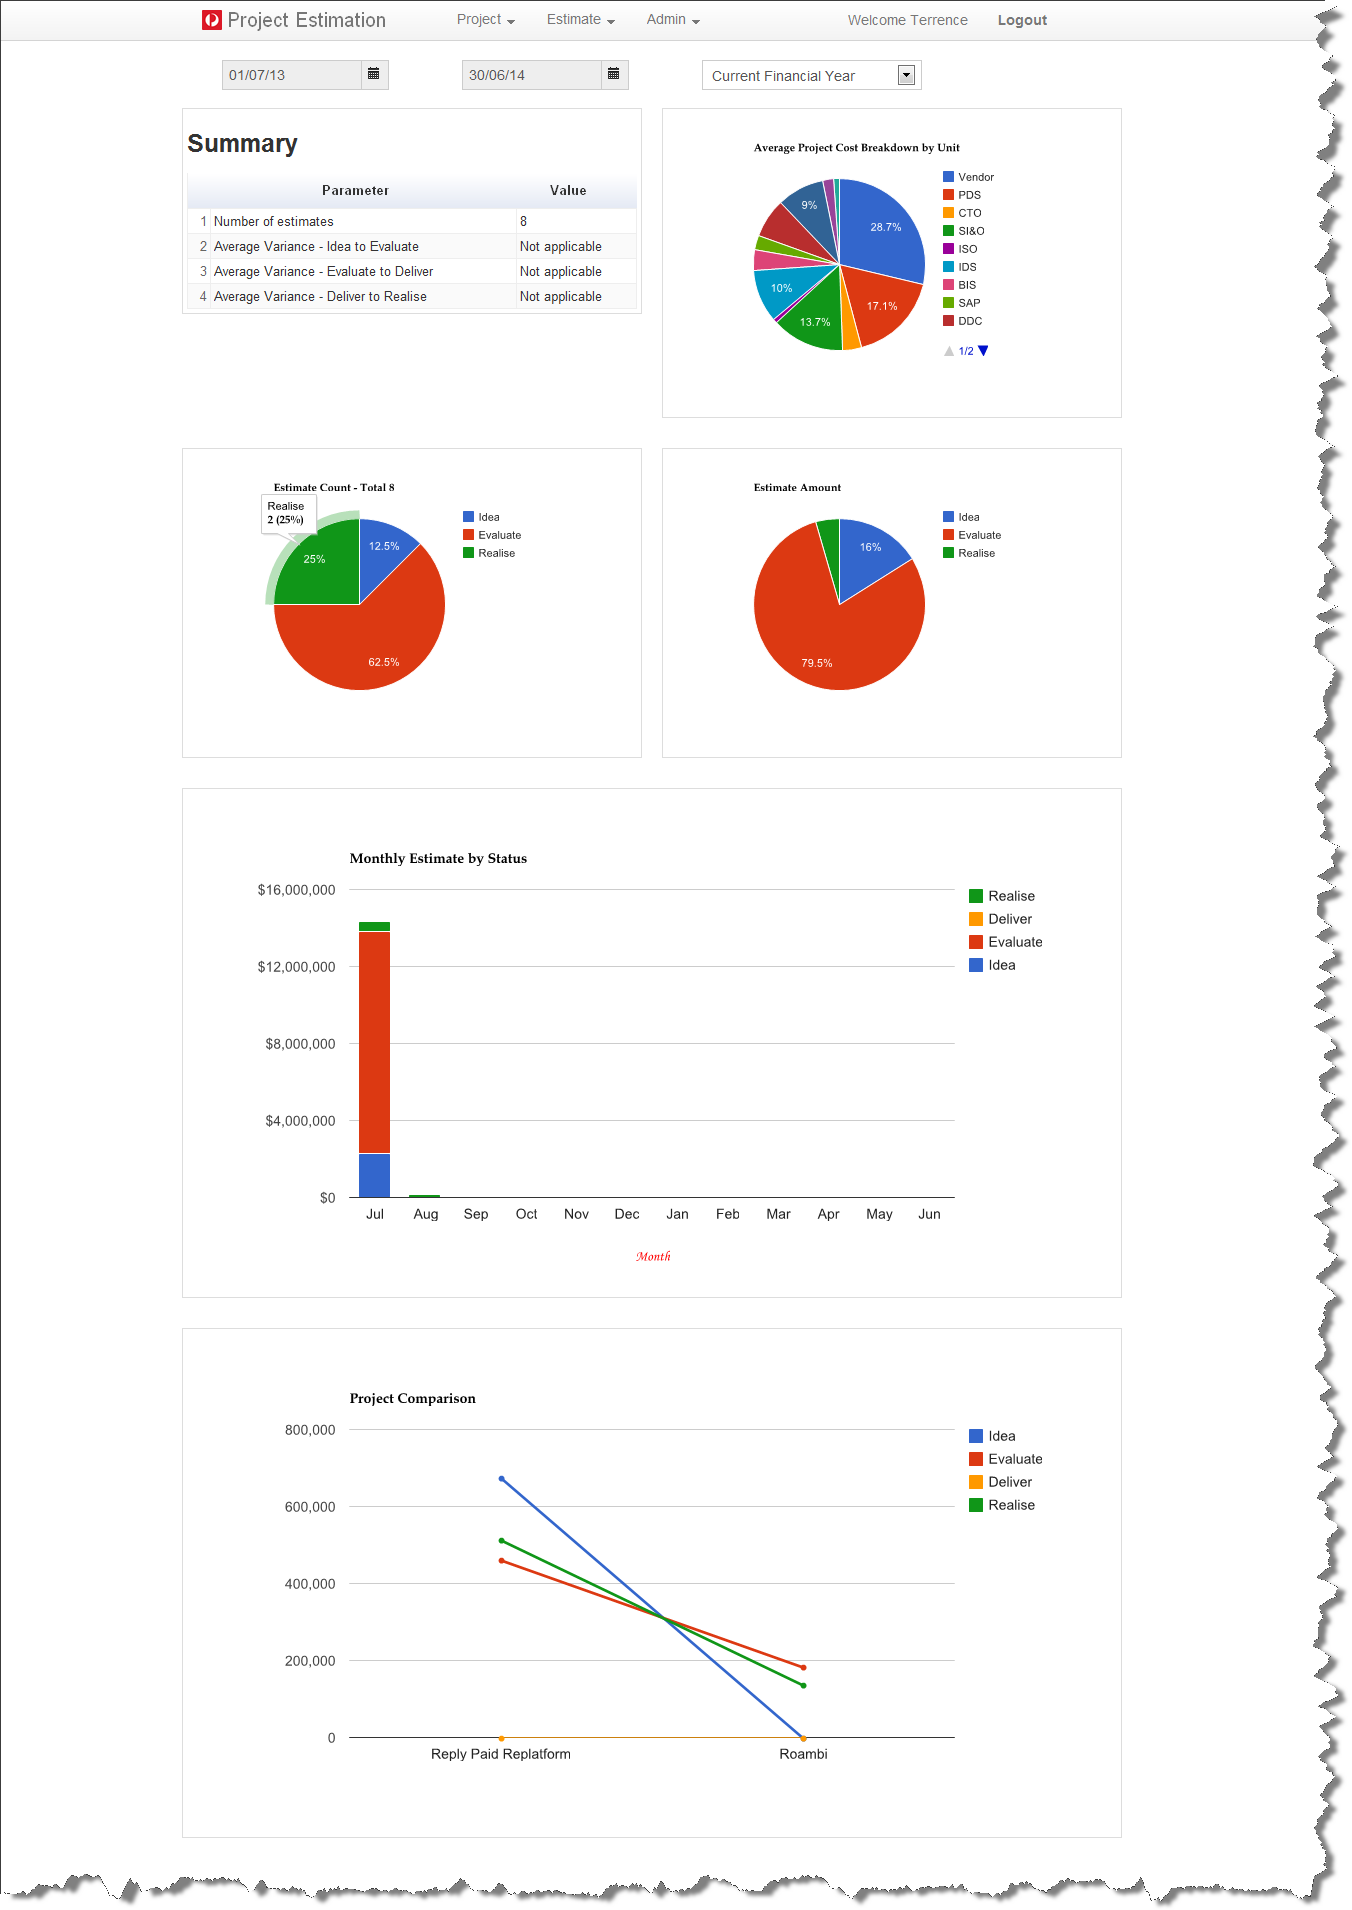 Project Estimation Project Estimate Admin Welcome Terrence Logout
01/07/13 30/06/14 Current Financial Year
Summary
Parameter Value
1 Number of estimates 8
2 Average Variance - Idea to Evaluate Not applicable
3 Average Variance - Evaluate to Deliver Not applicable
4 Average Variance - Deliver to Realise Not applicable
Average Project Cost Breakdown by Unit
28.7%
17.1%
13.7%
10%
9%
Vendor
PDS
CTO
SI&O
ISO
IDS
BIS
SAP
DDC
1/2
Estimate Count - Total 8
Realise
2 (25%)
25%
12.5%
62.5%
Idea
Evaluate
Realise
Estimate Amount
16%
79.5%
Idea
Evaluate
Realise
Monthly Estimate by Status
$16,000,000
$12,000,000
$8,000,000
$4,000,000
$0
Jul Aug Sep Oct Nov Dec Jan Feb Mar Apr May Jun
Month
Realise
Deliver
Evaluate
Idea
Project Comparison
800,000
600,000
400,000
200,000
0
Reply Paid Replatform Roambi
Idea
Evaluate
Deliver
Realise